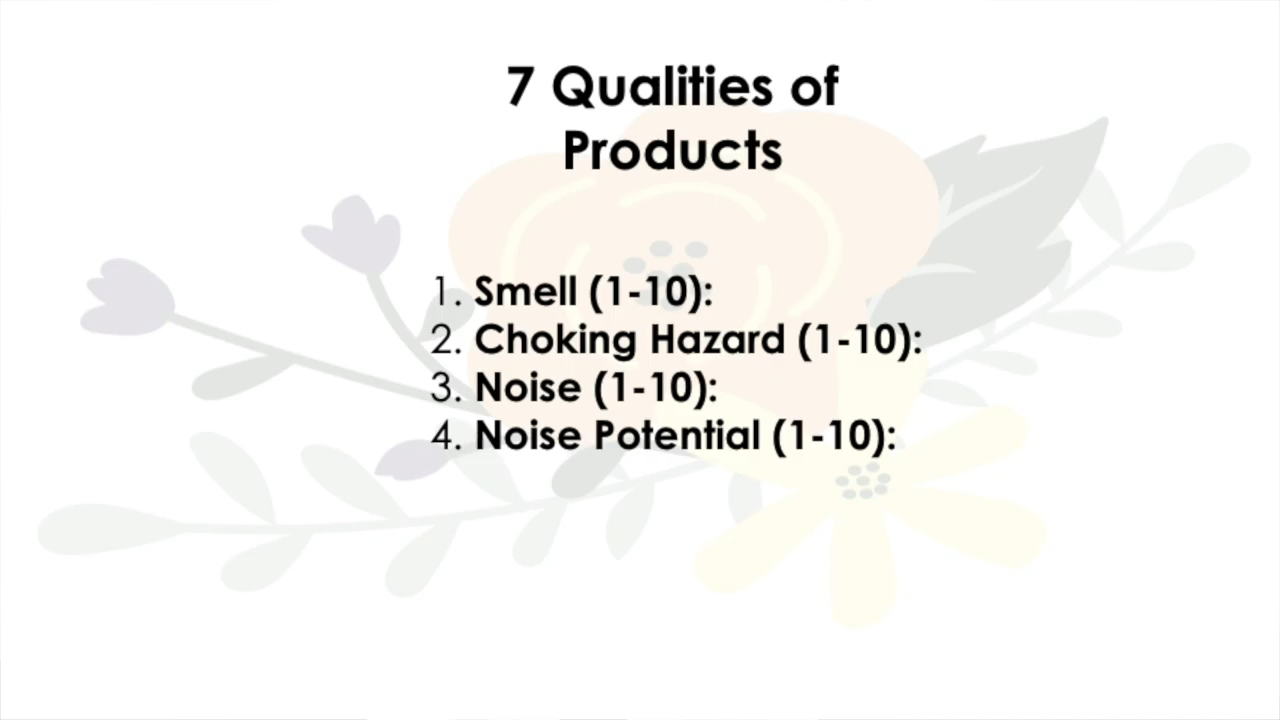 7 Qualities of
Products
1. Smell (1-10):
2. Choking Hazard (1-10):
3. Noise (1-10):
4. Noise Potential (1-10):